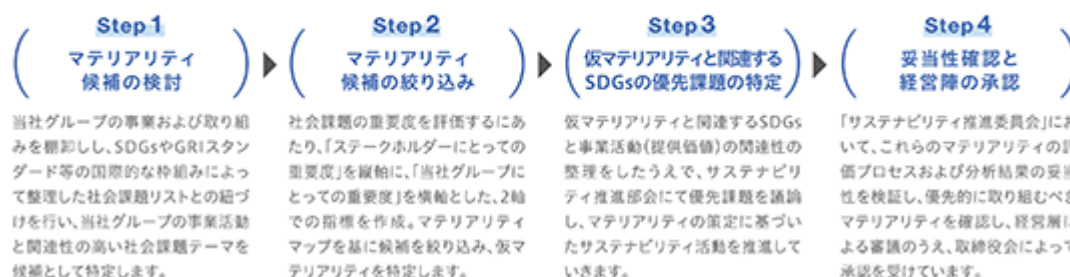 Step1
マテリアリティ
候補の検討
当社グループの事業および取り組
みを棚卸しし、SDGsやGRIスタン
ダード等の国際的な枠組みによっ
て整理した社会課題リストとの紐づ
けを行い、当社グループの事業活動
と関連性の高い社会課題テーマを
候補として特定します。
Step2
マテリアリティ
候補の絞り込み
社会課題の重要度を評価するにあ
たり、「ステークホルダーにとっての
重要度」を縦軸に、「当社グループに
とっての重要度」を横軸とした、2軸
での指標を作成。マテリアリティ
マップを基に候補を絞り込み、仮マ
テリアリティを特定します。
Step3
仮マテリアリティと関連する
SDGsの優先課題の特定
仮マテリアリティと関連するSDGs
と事業活動(提供価値)の関連性の
整理をしたうえで、サステナビリ
ティ推進部会にて優先課題を議論
し、マテリアリティの策定に基づい
たサステナビリティ活動を推進して
いきます。
Step4
妥当性確認と
経営陣の承認
「サステナビリティ推進委員会」にお
いて、これらのマテリアリティの評
価プロセスおよび分析結果の妥当
性を検証し、優先的に取り組むべき
マテリアリティを確認し、経営層に
よる審議のうえ、取締役会によって
承認を受けています。